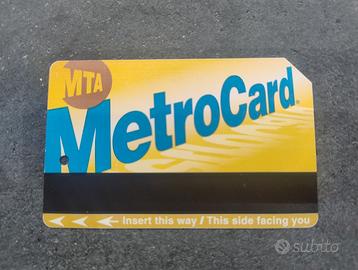 MTA
MetroCard®
Insert this way / This side facing you
subito